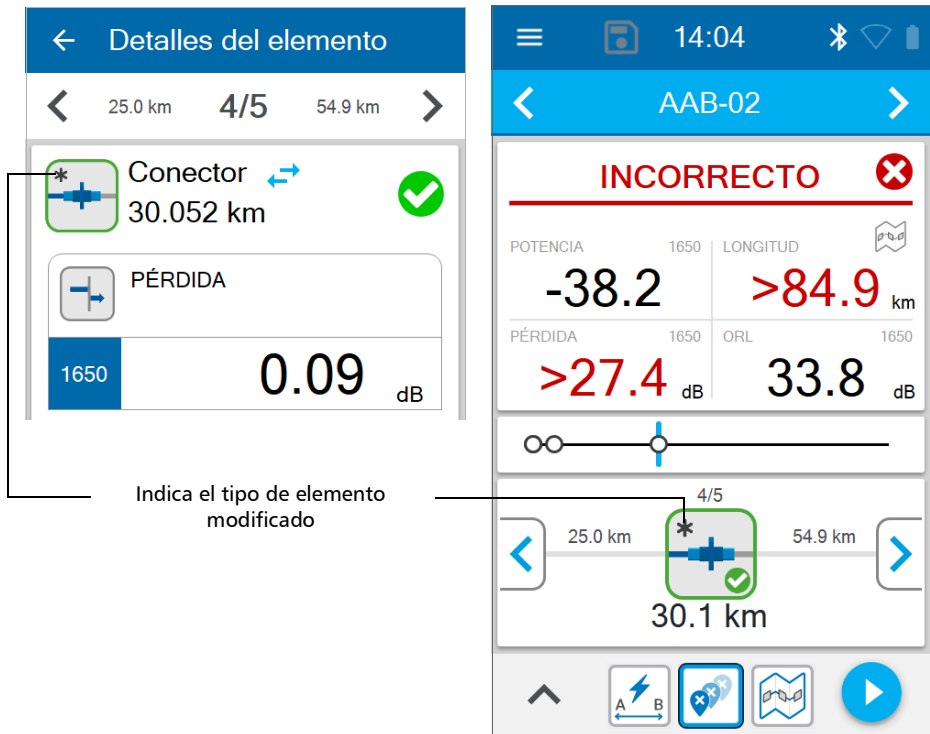 Detalles del elemento
25.0 km 4/5 54.9 km
* Conector
30.052 km
PÉRDIDA
1650 0.09 dB
Indica el tipo de elemento
modificado
14:04
AAB-02
INCORRECTO
POTENCIA 1650 LONGITUD
-38.2 >84.9 km
PÉRDIDA 1650 ORL 1650
>27.4 dB 33.8 dB
4/5
25.0 km * 54.9 km
30.1 km
A B